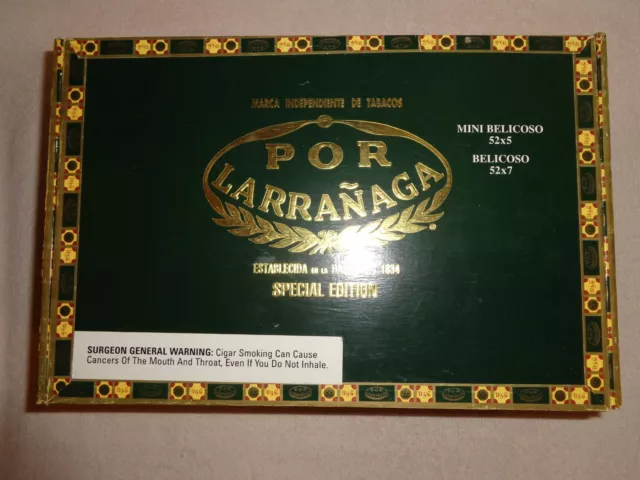 MARCA INDEPENDIENTE DE TABACOS
POR
LARRAÑAGA
®
ESTABLECIDA EN LA 1834
SPECIAL EDITION
MINI BELICOSO
52x5
BELICOSO
52x7
SURGEON GENERAL WARNING: Cigar Smoking Can Cause
Cancers Of The Mouth And Throat, Even If You Do Not Inhale.